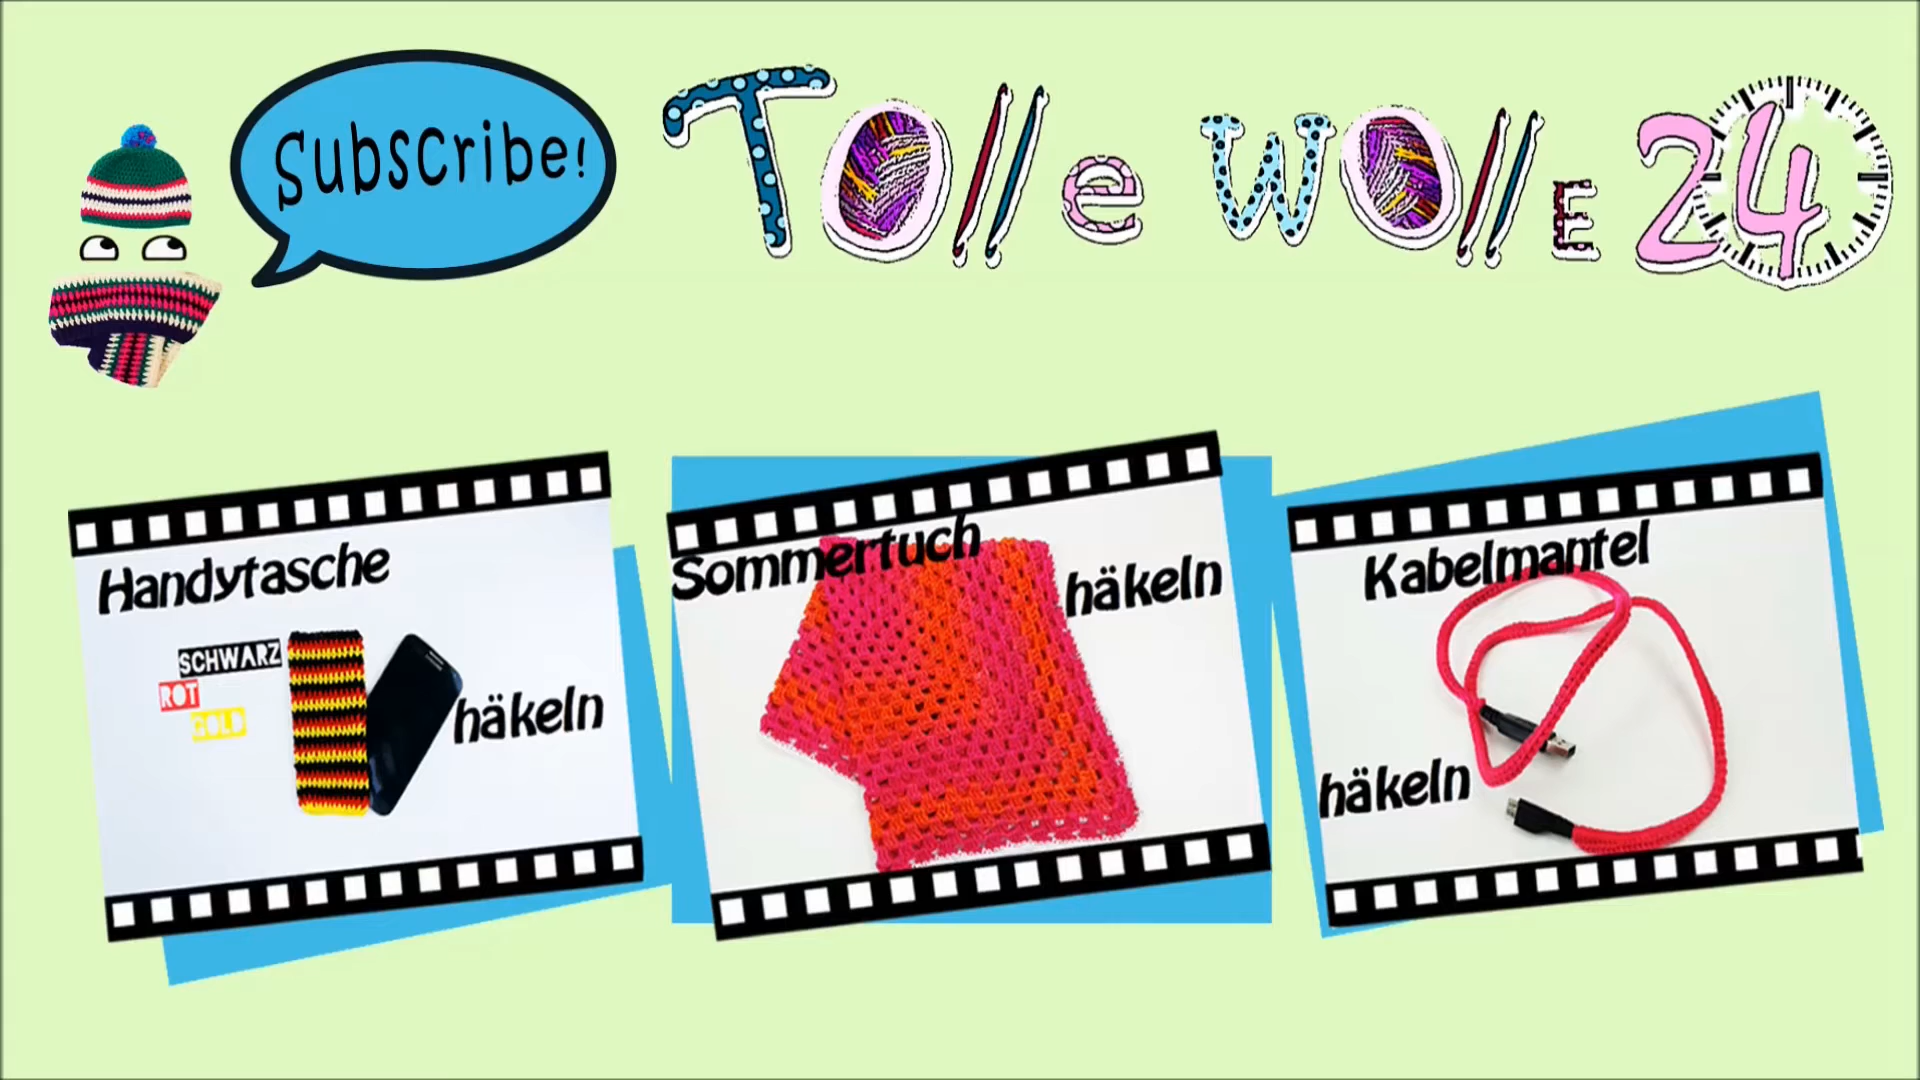 Subscribe!
Tolle Wolle 24
Handytasche
SCHWARZ
ROT
GOLD
häkeln
Sommertuch
häkeln
Kabelmantel
häkeln